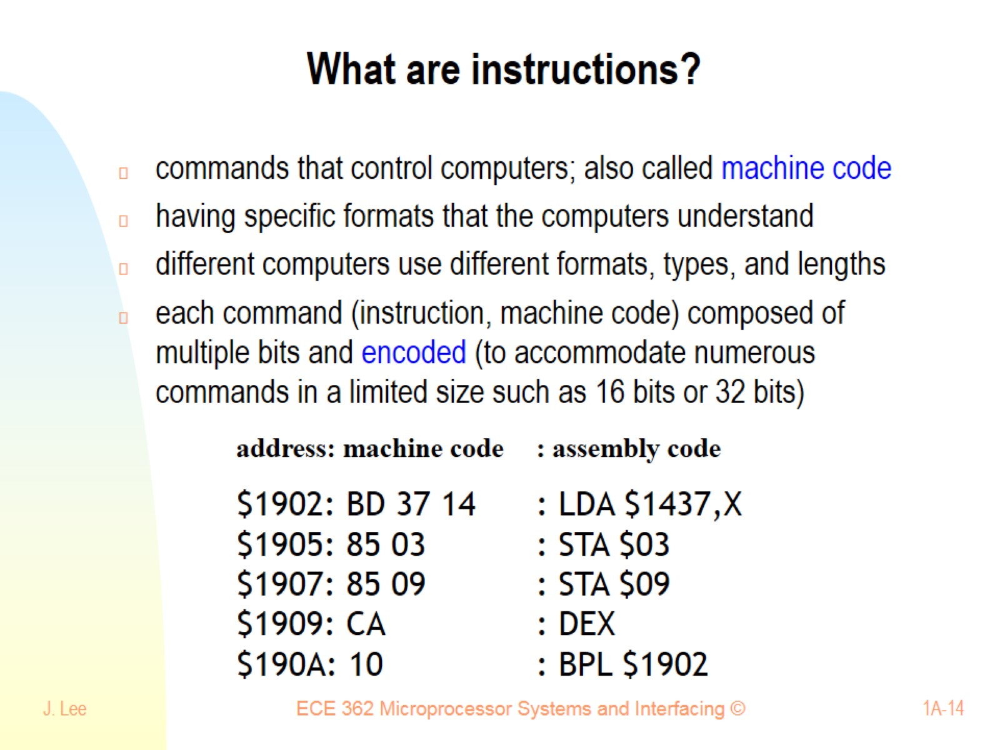 What are instructions?
commands that control computers; also called machine code
having specific formats that the computers understand
different computers use different formats, types, and lengths
each command (instruction, machine code) composed of
multiple bits and encoded (to accommodate numerous
commands in a limited size such as 16 bits or 32 bits)
address: machine code : assembly code
$1902: BD 37 14 : LDA $1437,X
$1905: 85 03 : STA $03
$1907: 85 09 : STA $09
$1909: CA : DEX
$190A: 10 : BPL $1902
J. Lee ECE 362 Microprocessor Systems and Interfacing © 1A-14